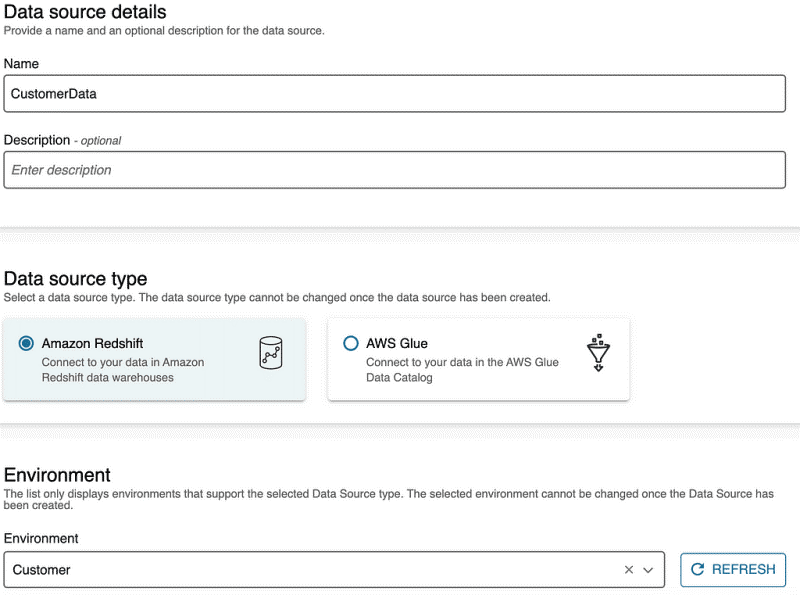 Data source details
Provide a name and an optional description for the data source.
Name
CustomerData
Description - optional
Enter description
Data source type
Select a data source type. The data source type cannot be changed once the data source has been created.
Amazon Redshift
Connect to your data in Amazon
Redshift data warehouses
AWS Glue
Connect to your data in the AWS Glue
Data Catalog
Environment
The list only displays environments that support the selected Data Source type. The selected environment cannot be changed once the Data Source has
been created.
Environment
Customer
REFRESH